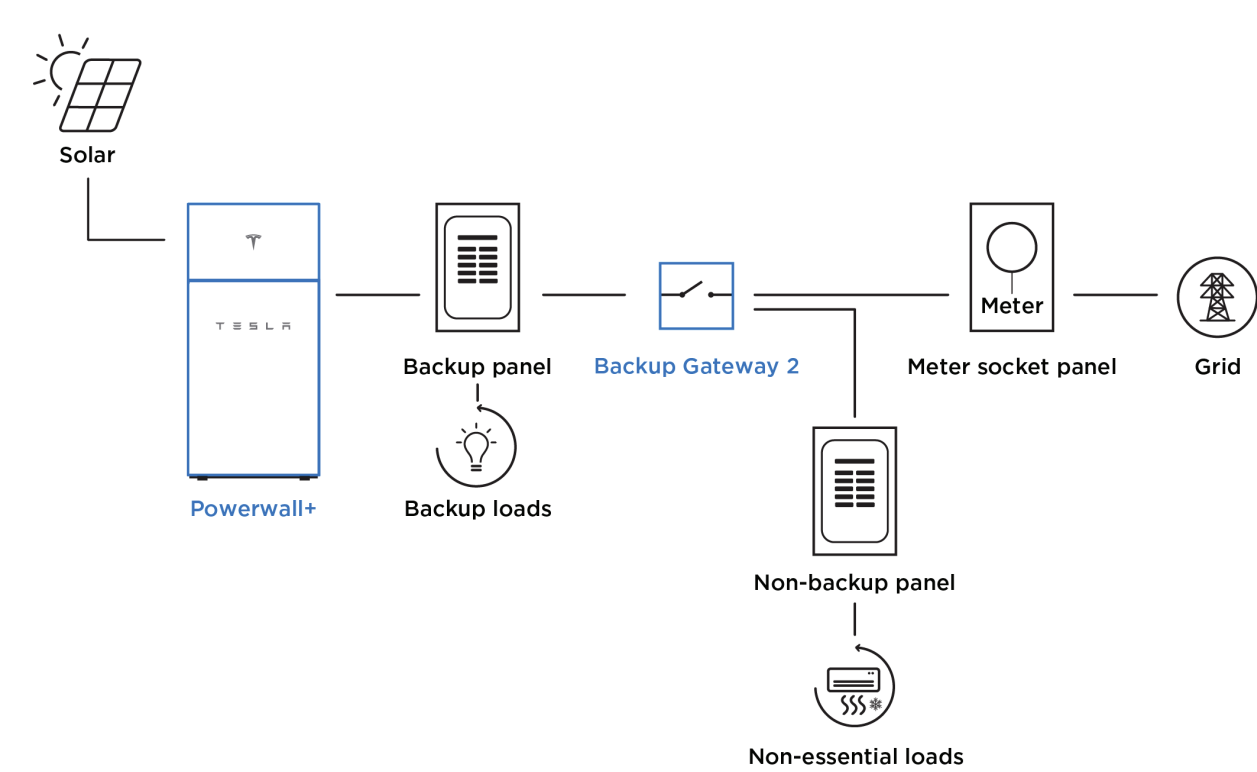 Solar
TESLA
Meter
Backup panel
Backup Gateway 2
Meter socket panel
Grid
Powerwall+
Backup loads
Non-backup panel
Non-essential loads